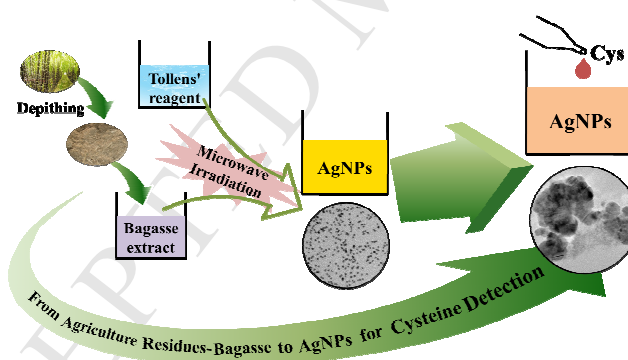 Depithing
Tollens'
reagent
Microwave
Irradiation
Bagasse
extract
AgNPs
Cys
AgNPs
From Agriculture Residues-Bagasse to AgNPs for Cysteine Detection